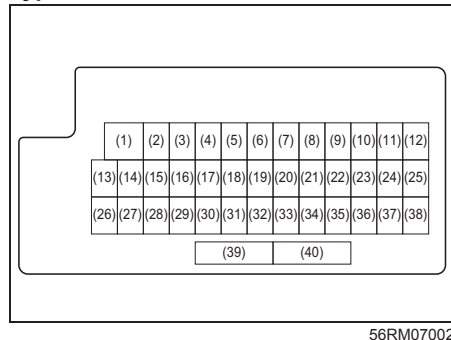 (1) (2) (3) (4) (5) (6) (7) (8) (9) (10) (11) (12)
(13) (14) (15) (16) (17) (18) (19) (20) (21) (22) (23) (24) (25)
(26) (27) (28) (29) (30) (31) (32) (33) (34) (35) (36) (37) (38)
(39) (40)
56RM07002